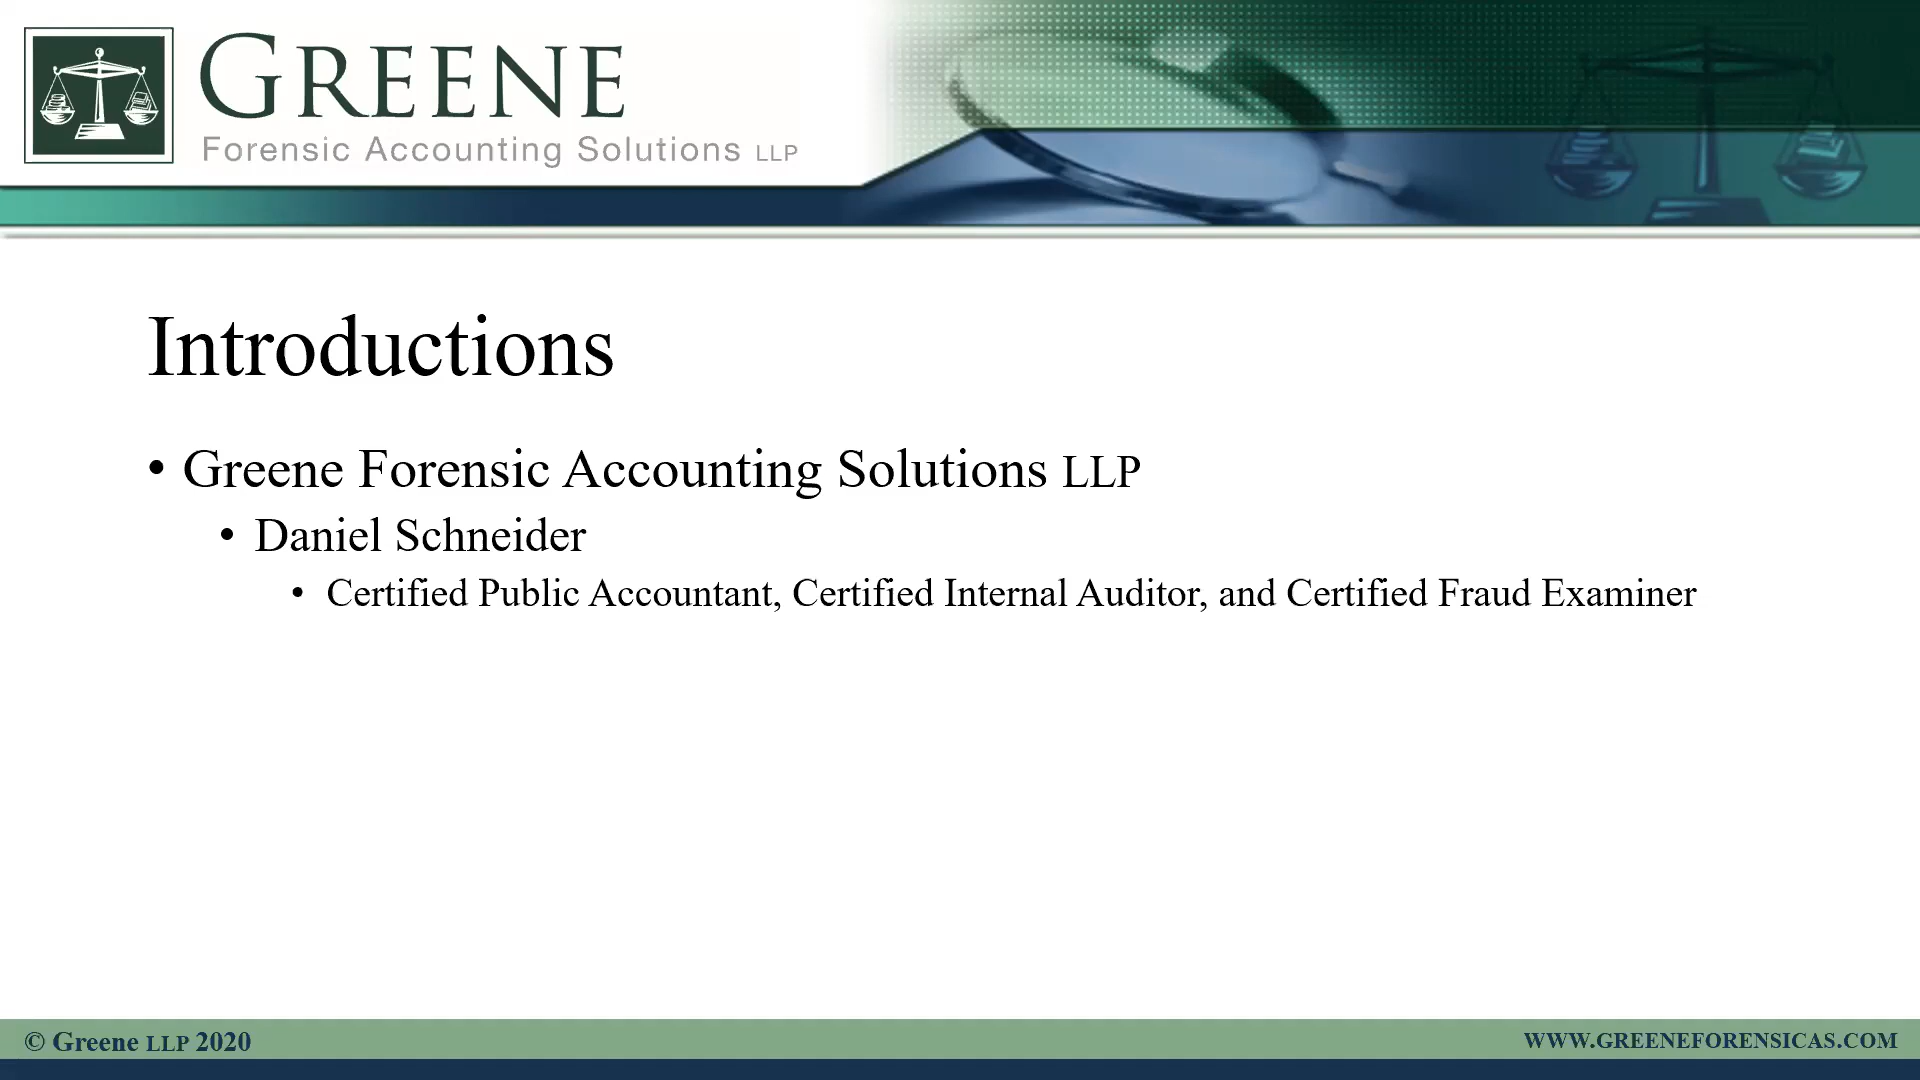 GREENE
Forensic Accounting Solutions LLP
Introductions
• Greene Forensic Accounting Solutions LLP
• Daniel Schneider
• Certified Public Accountant, Certified Internal Auditor, and Certified Fraud Examiner
© Greene LLP 2020
WWW.GREENEFORENSICAS.COM